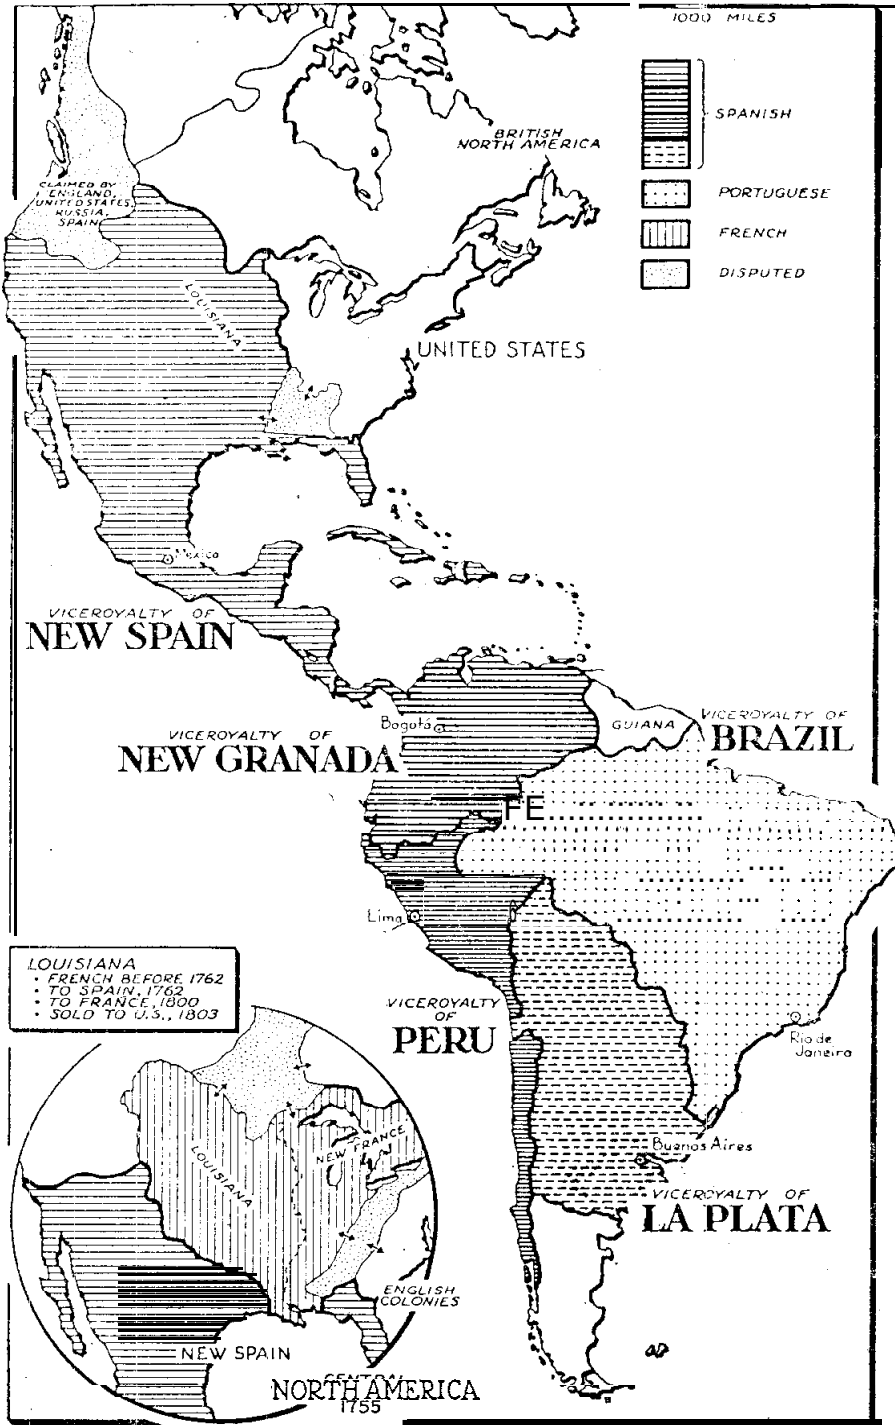 1000 MILES
SPANISH
PORTUGUESE
FRENCH
DISPUTED
BRITISH
NORTH AMERICA
CLAIMED BY
ENGLAND,
UNITED STATES,
RUSSIA,
SPAIN
LOUISIANA
UNITED STATES
Mexico
VICEROYALTY OF
NEW SPAIN
Bogotá
VICEROYALTY OF
NEW GRANADA
GUIANA
VICEROYALTY OF
BRAZIL
FE
Lima
VICEROYALTY
OF
PERU
Rio de
Janeiro
Buenos Aires
VICEROYALTY OF
LA PLATA
LOUISIANA
• FRENCH BEFORE 1762
• TO SPAIN, 1762
• TO FRANCE, 1800
• SOLD TO U.S., 1803
LOUISIANA
NEW FRANCE
ENGLISH
COLONIES
NEW SPAIN
NORTH AMERICA
1755